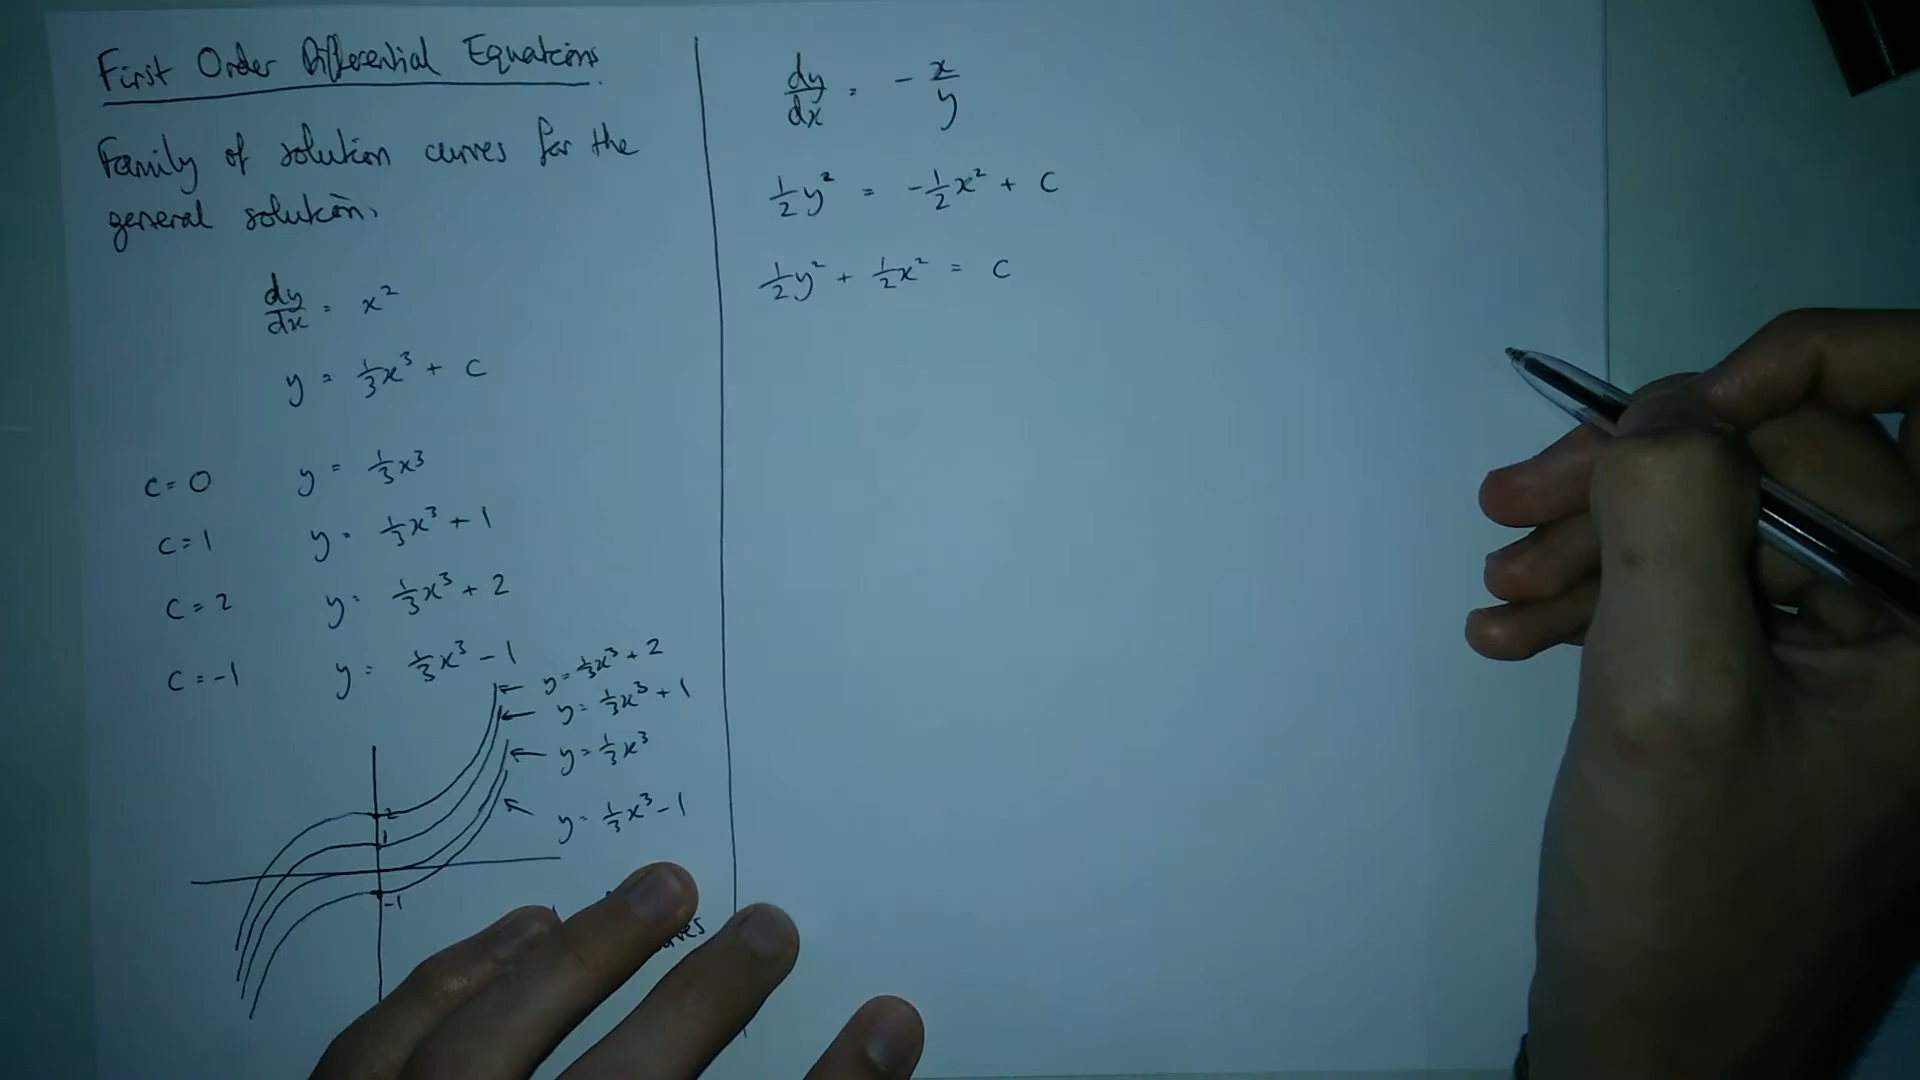 First Order Differential Equations
Family of solution curves for the
general solution.
dy/dx = x²
y = 1/3x³ + c
c=0 y = 1/3x³
c=1 y = 1/3x³ + 1
c=2 y = 1/3x³ + 2
c=-1 y = 1/3x³ - 1
y = 1/3x³ + 2
y = 1/3x³ + 1
y = 1/3x³
y = 1/3x³ - 1
2
1
-1
dy/dx = - x/y
1/2y² = -1/2x² + c
1/2y² + 1/2x² = c